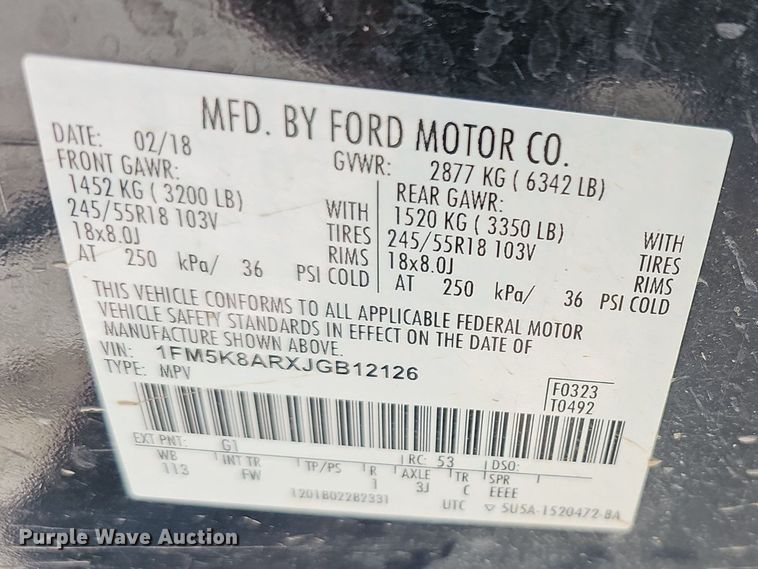 MFD. BY FORD MOTOR CO.
DATE: 02/18 GVWR: 2877 KG ( 6342 LB)
FRONT GAWR: REAR GAWR:
1452 KG ( 3200 LB) WITH 1520 KG ( 3350 LB) WITH
245/55R18 103V TIRES 245/55R18 103V TIRES
18x8.0J RIMS 18x8.0J RIMS
AT 250 kPa/ 36 PSI COLD AT 250 kPa/ 36 PSI COLD
THIS VEHICLE CONFORMS TO ALL APPLICABLE FEDERAL MOTOR
VEHICLE SAFETY STANDARDS IN EFFECT ON THE DATE OF
MANUFACTURE SHOWN ABOVE.
VIN: 1FM5K8ARXJGB12126
TYPE: MPV
F0323
T0492
EXT PNT: G1 RC: 53 DSO:
WB INT TR TP/PS R AXLE TR SPR
113 FW 1 3J C EEEE
12018022B2331 UTC ▽ 5U5A-1520472-BA
Purple Wave Auction